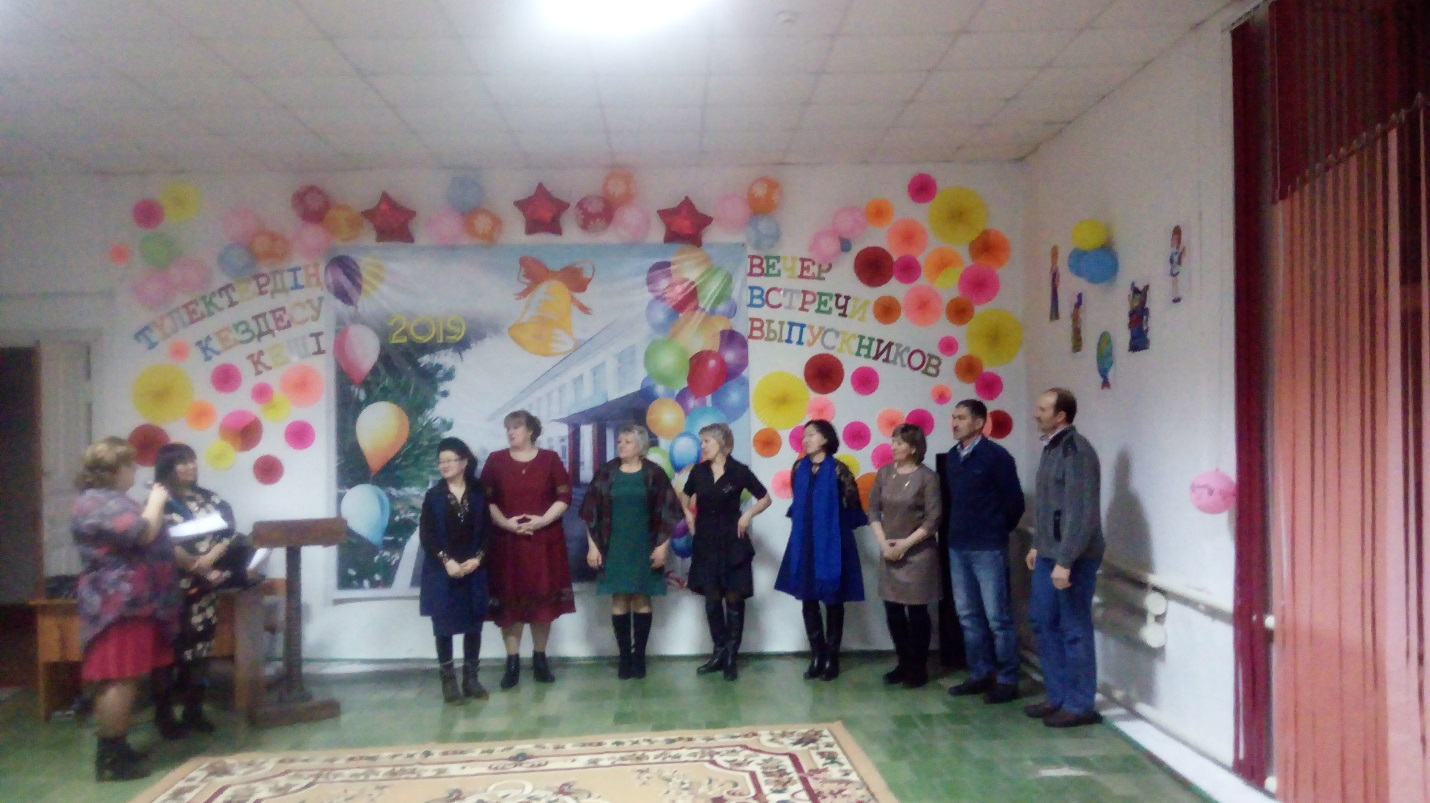 ТҮЛЕКТЕРДІҢ
КЕЗДЕСУ
КЕШІ
2019
ВЕЧЕР
ВСТРЕЧИ
ВЫПУСКНИКОВ